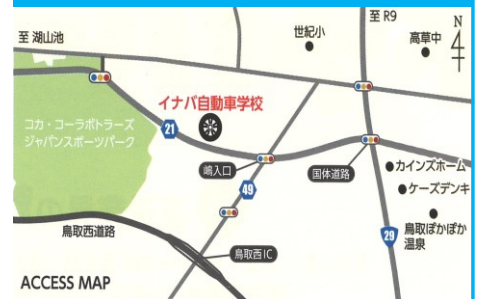 至 湖山池
世紀小
至 R9
高草中
N
4
イナバ自動車学校
コカ・コーラボトラーズ
ジャパンスポーツパーク
21
嶋入口
国体道路
カインズホーム
ケーズデンキ
49
鳥取ぽかぽか
温泉
29
鳥取西道路
鳥取西IC
ACCESS MAP